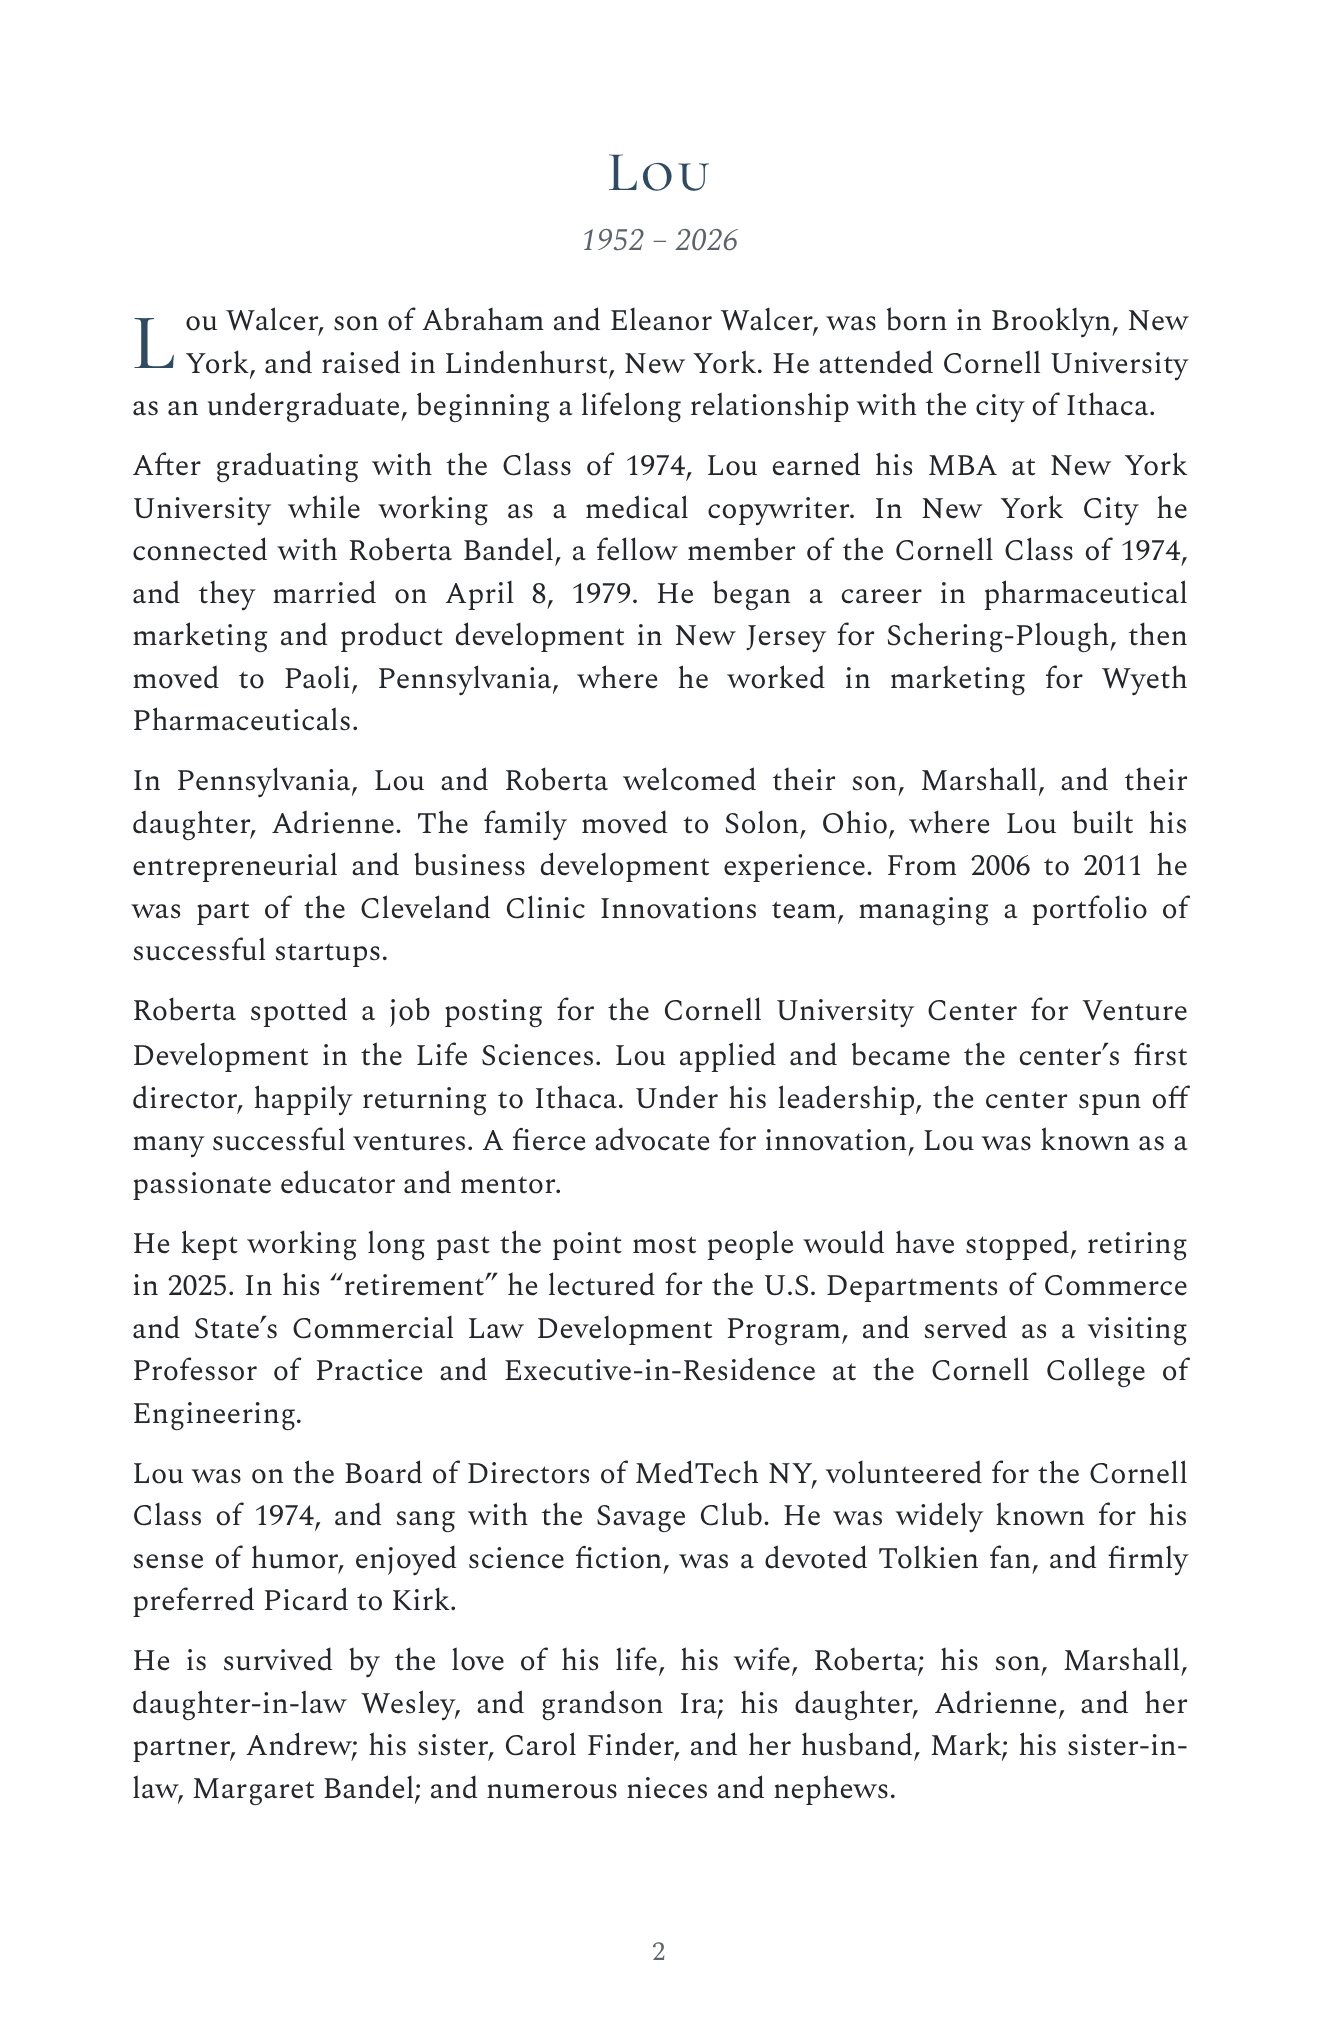 Lou
1952 – 2026
Lou Walcer, son of Abraham and Eleanor Walcer, was born in Brooklyn, New
York, and raised in Lindenhurst, New York. He attended Cornell University
as an undergraduate, beginning a lifelong relationship with the city of Ithaca.
After graduating with the Class of 1974, Lou earned his MBA at New York
University while working as a medical copywriter. In New York City he
connected with Roberta Bandel, a fellow member of the Cornell Class of 1974,
and they married on April 8, 1979. He began a career in pharmaceutical
marketing and product development in New Jersey for Schering-Plough, then
moved to Paoli, Pennsylvania, where he worked in marketing for Wyeth
Pharmaceuticals.
In Pennsylvania, Lou and Roberta welcomed their son, Marshall, and their
daughter, Adrienne. The family moved to Solon, Ohio, where Lou built his
entrepreneurial and business development experience. From 2006 to 2011 he
was part of the Cleveland Clinic Innovations team, managing a portfolio of
successful startups.
Roberta spotted a job posting for the Cornell University Center for Venture
Development in the Life Sciences. Lou applied and became the center’s first
director, happily returning to Ithaca. Under his leadership, the center spun off
many successful ventures. A fierce advocate for innovation, Lou was known as a
passionate educator and mentor.
He kept working long past the point most people would have stopped, retiring
in 2025. In his “retirement” he lectured for the U.S. Departments of Commerce
and State’s Commercial Law Development Program, and served as a visiting
Professor of Practice and Executive-in-Residence at the Cornell College of
Engineering.
Lou was on the Board of Directors of MedTech NY, volunteered for the Cornell
Class of 1974, and sang with the Savage Club. He was widely known for his
sense of humor, enjoyed science fiction, was a devoted Tolkien fan, and firmly
preferred Picard to Kirk.
He is survived by the love of his life, his wife, Roberta; his son, Marshall,
daughter-in-law Wesley, and grandson Ira; his daughter, Adrienne, and her
partner, Andrew; his sister, Carol Finder, and her husband, Mark; his sister-in-
law, Margaret Bandel; and numerous nieces and nephews.
2